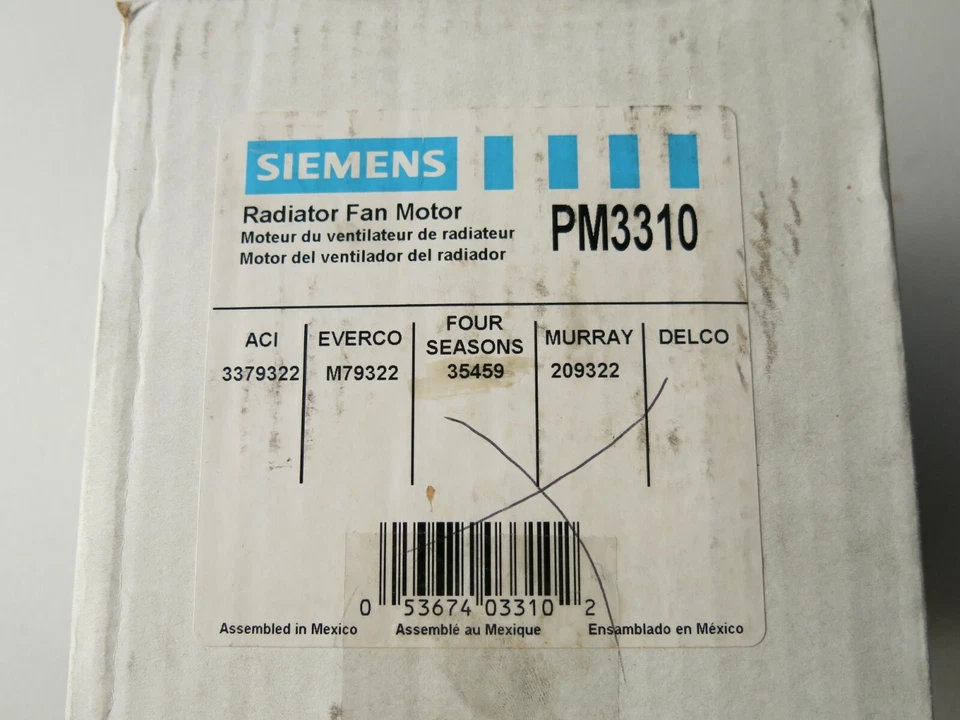 SIEMENS
Radiator Fan Motor
Moteur du ventilateur de radiateur
Motor del ventilador del radiador
PM3310
ACI EVERCO FOUR SEASONS MURRAY DELCO
3379322 M79322 35459 209322
0 53674 03310 2
Assembled in Mexico Assemblé au Mexique Ensamblado en México